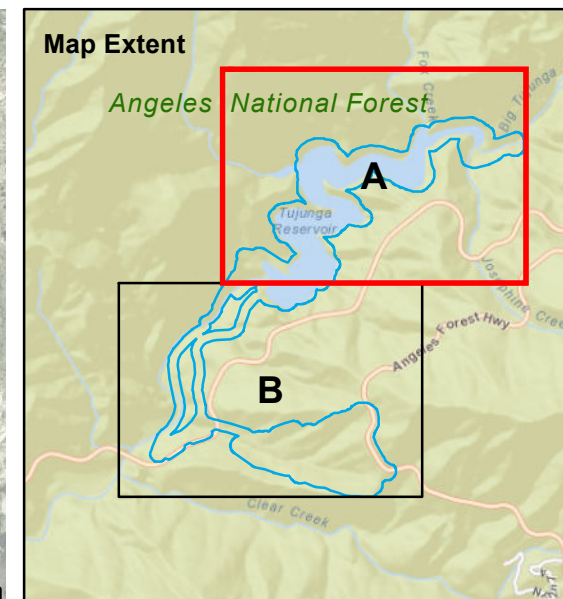 Map Extent
Fox Creek
Angeles National Forest
Big Tujunga
A
Tujunga
Reservoir
Josephine Creek
Angeles Forest Hwy
B
Clear Creek